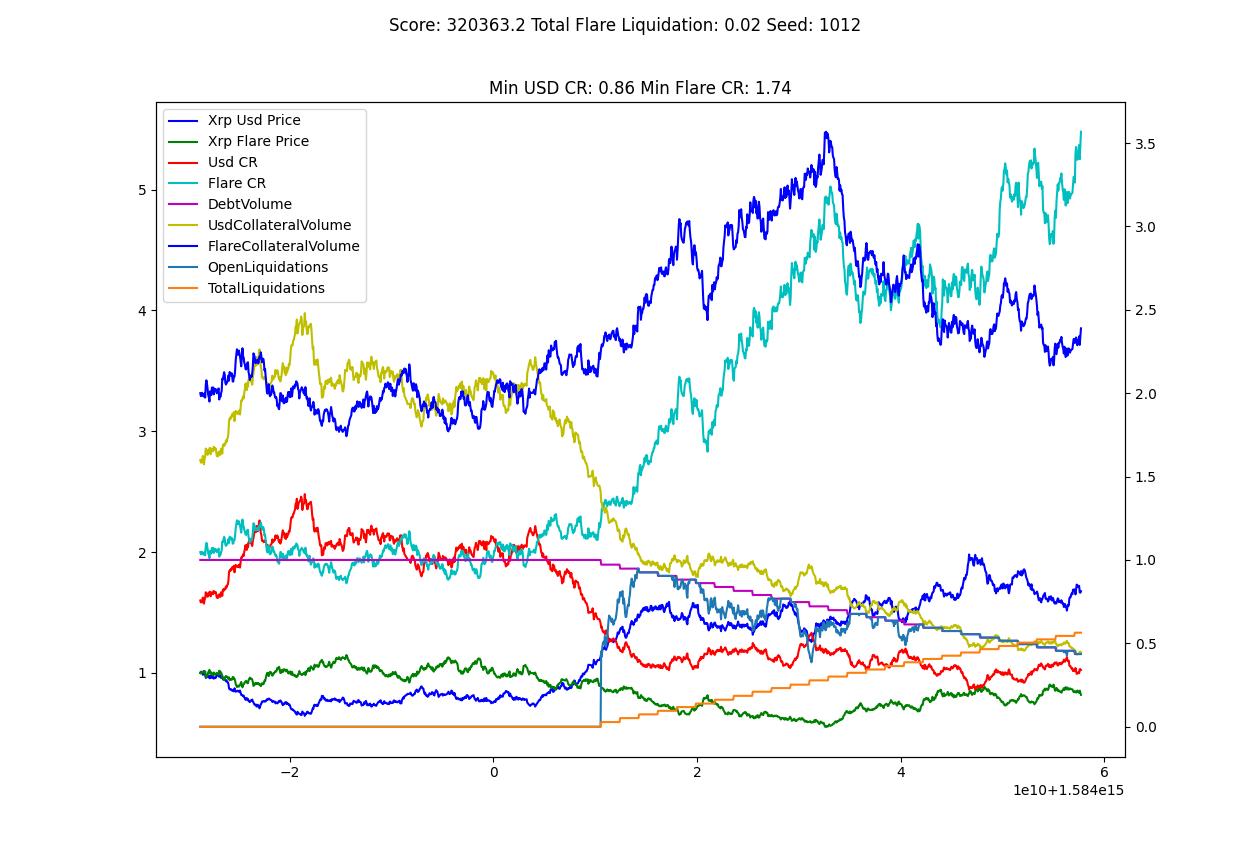 Score: 320363.2 Total Flare Liquidation: 0.02 Seed: 1012
Min USD CR: 0.86 Min Flare CR: 1.74
Xrp Usd Price
Xrp Flare Price
Usd CR
Flare CR
DebtVolume
UsdCollateralVolume
FlareCollateralVolume
OpenLiquidations
TotalLiquidations
5
4
3
2
1
3.5
3.0
2.5
2.0
1.5
1.0
0.5
0.0
−2 0 2 4 6
1e10+1.584e15